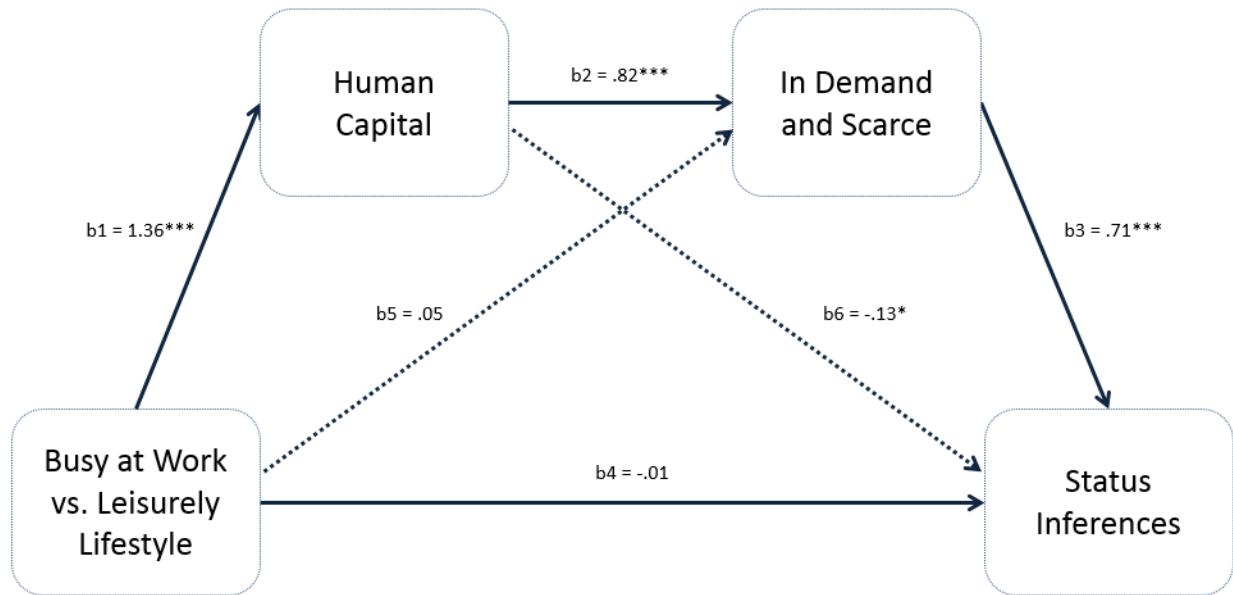 Human
Capital
b2 = .82***
In Demand
and Scarce
b1 = 1.36***
b3 = .71***
b5 = .05
b6 = -.13*
Busy at Work
vs. Leisurely
Lifestyle
b4 = -.01
Status
Inferences